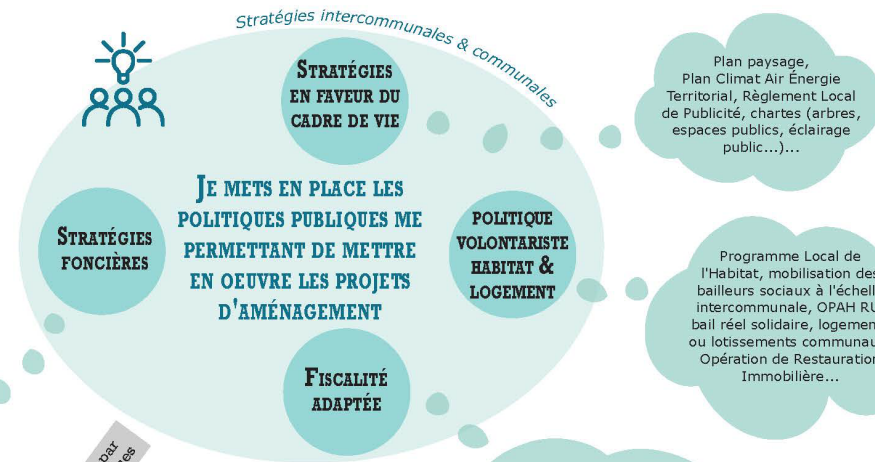 Stratégies intercommunales & communales
STRATÉGIES
EN FAVEUR DU
CADRE DE VIE
JE METS EN PLACE LES
POLITIQUES PUBLIQUES ME
PERMETTANT DE METTRE
EN OEUVRE LES PROJETS
D'AMÉNAGEMENT
STRATÉGIES
FONCIÈRES
POLITIQUE
VOLONTARISTE
HABITAT &
LOGEMENT
FISCALITÉ
ADAPTÉE
Plan paysage,
Plan Climat Air Énergie
Territorial, Règlement Local
de Publicité, chartes (arbres,
espaces publics, éclairage
public...)...
Programme Local de
l'Habitat, mobilisation des
bailleurs sociaux à l'échell
intercommunale, OPAH RU
bail réel solidaire, logemen
ou lotissements communau
Opération de Restauration
Immobilière...
par